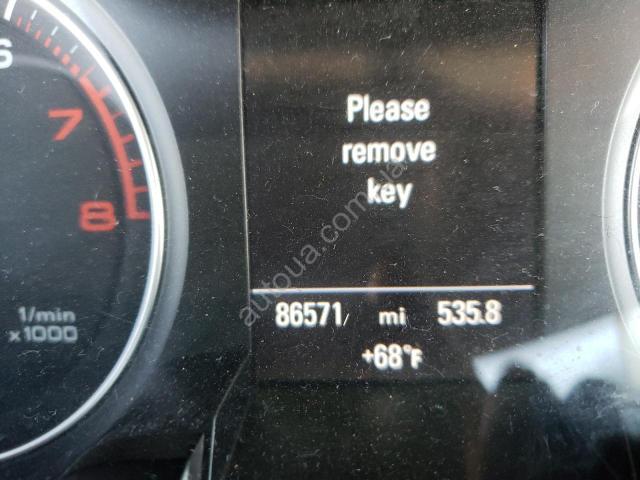 6
7
8
1/min
x1000
Please
remove
key
86571 mi 535.8
+68°F
autoua.com.ua